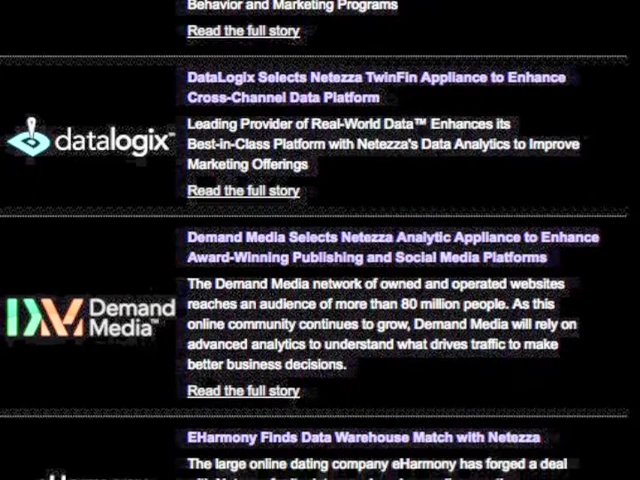 Behavior and Marketing Programs
Read the full story
DataLogix Selects Netezza TwinFin Appliance to Enhance
Cross-Channel Data Platform
datalogix™
Leading Provider of Real-World Data™ Enhances its
Best-in-Class Platform with Netezza's Data Analytics to Improve
Marketing Offerings
Read the full story
Demand Media Selects Netezza Analytic Appliance to Enhance
Award-Winning Publishing and Social Media Platforms
Demand
Media™
The Demand Media network of owned and operated websites
reaches an audience of more than 80 million people. As this
online community continues to grow, Demand Media will rely on
advanced analytics to understand what drives traffic to make
better business decisions.
Read the full story
EHarmony Finds Data Warehouse Match with Netezza
The large online dating company eHarmony has forged a deal
eHarmony